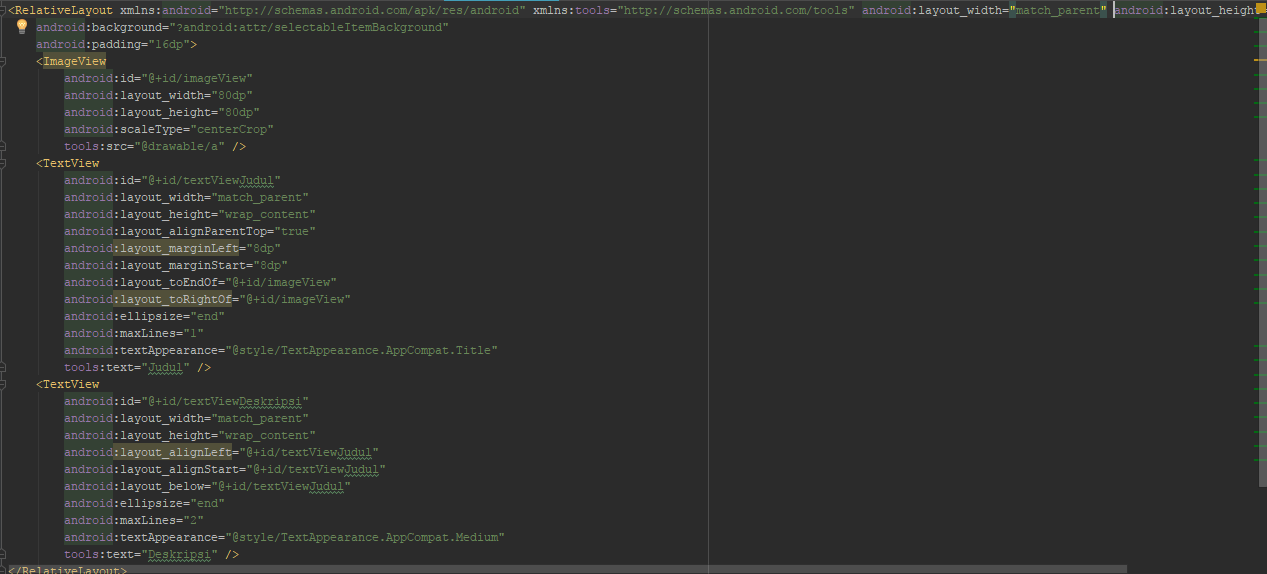 <RelativeLayout xmlns:android="http://schemas.android.com/apk/res/android" xmlns:tools="http://schemas.android.com/tools" android:layout_width="match_parent" android:layout_height
android:background="?android:attr/selectableItemBackground"
android:padding="16dp">
<ImageView
android:id="@+id/imageView"
android:layout_width="80dp"
android:layout_height="80dp"
android:scaleType="centerCrop"
tools:src="@drawable/a" />
<TextView
android:id="@+id/textViewJudul"
android:layout_width="match_parent"
android:layout_height="wrap_content"
android:layout_alignParentTop="true"
android:layout_marginLeft="8dp"
android:layout_marginStart="8dp"
android:layout_toEndOf="@+id/imageView"
android:layout_toRightOf="@+id/imageView"
android:ellipsize="end"
android:maxLines="1"
android:textAppearance="@style/TextAppearance.AppCompat.Title"
tools:text="Judul" />
<TextView
android:id="@+id/textViewDeskripsi"
android:layout_width="match_parent"
android:layout_height="wrap_content"
android:layout_alignLeft="@+id/textViewJudul"
android:layout_alignStart="@+id/textViewJudul"
android:layout_below="@+id/textViewJudul"
android:ellipsize="end"
android:maxLines="2"
android:textAppearance="@style/TextAppearance.AppCompat.Medium"
tools:text="Deskripsi" />
</RelativeLayout>